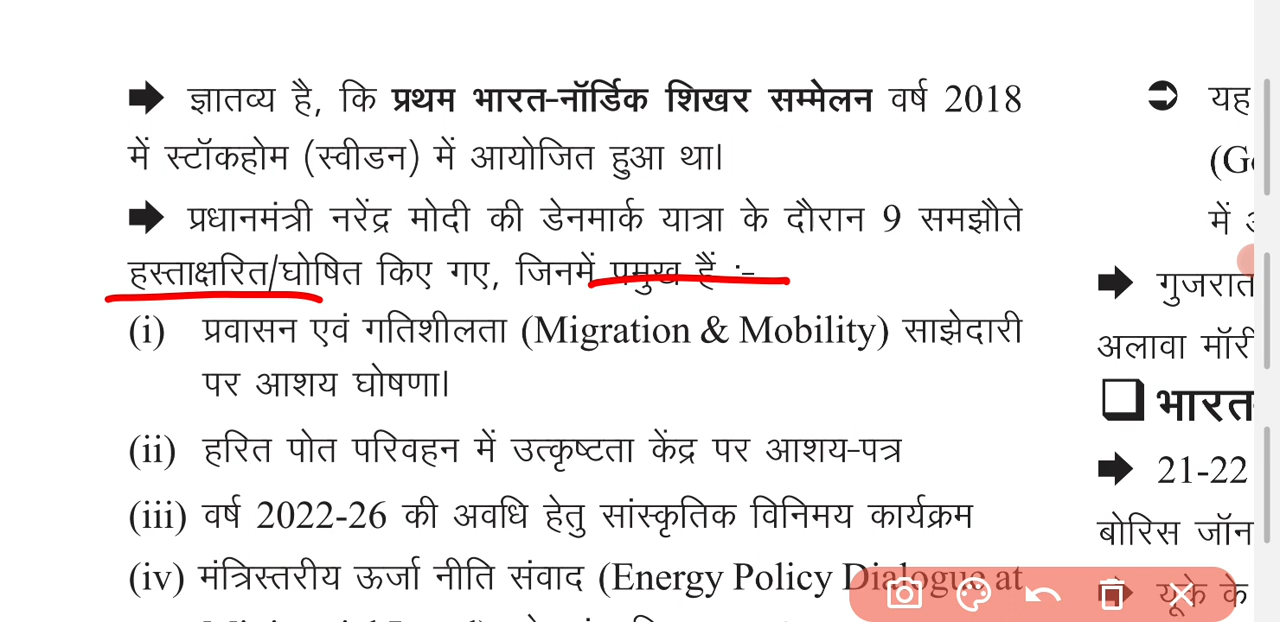 ➡ ज्ञातव्य है, कि प्रथम भारत-नॉर्डिक शिखर सम्मेलन वर्ष 2018
में स्टॉकहोम (स्वीडन) में आयोजित हुआ था।
➡ प्रधानमंत्री नरेंद्र मोदी की डेनमार्क यात्रा के दौरान 9 समझौते
हस्ताक्षरित/घोषित किए गए, जिनमें प्रमुख हैं :-
(i) प्रवासन एवं गतिशीलता (Migration & Mobility) साझेदारी
पर आशय घोषणा।
(ii) हरित पोत परिवहन में उत्कृष्टता केंद्र पर आशय-पत्र
(iii) वर्ष 2022-26 की अवधि हेतु सांस्कृतिक विनिमय कार्यक्रम
(iv) मंत्रिस्तरीय ऊर्जा नीति संवाद (Energy Policy Dialogue at
यह
में
➡ गुजरात
अलावा
❑ भारत-
➡ 21-22
बोरिस
➡ यूके के